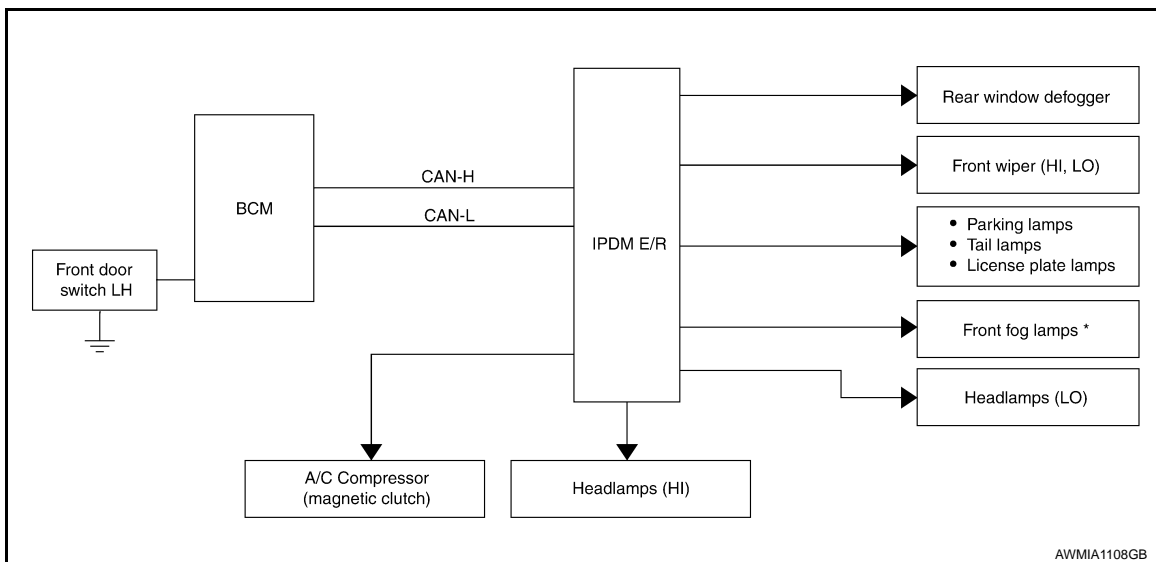 Rear window defogger
CAN-H
BCM
CAN-L
Front door
switch LH
IPDM E/R
Front wiper (HI, LO)
• Parking lamps
• Tail lamps
• License plate lamps
Front fog lamps *
Headlamps (LO)
A/C Compressor
(magnetic clutch)
Headlamps (HI)
AWMIA1108GB